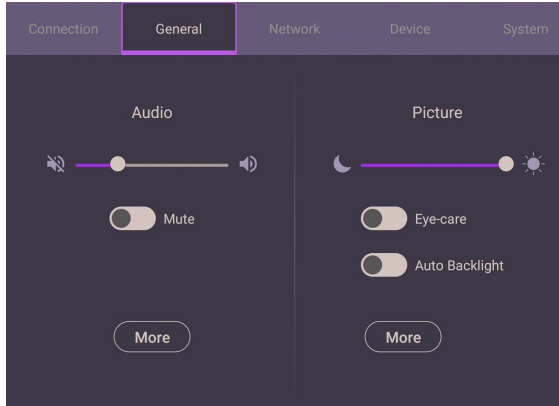 Connection General Network Device System
Audio
Mute
More
Picture
Eye-care
Auto Backlight
More